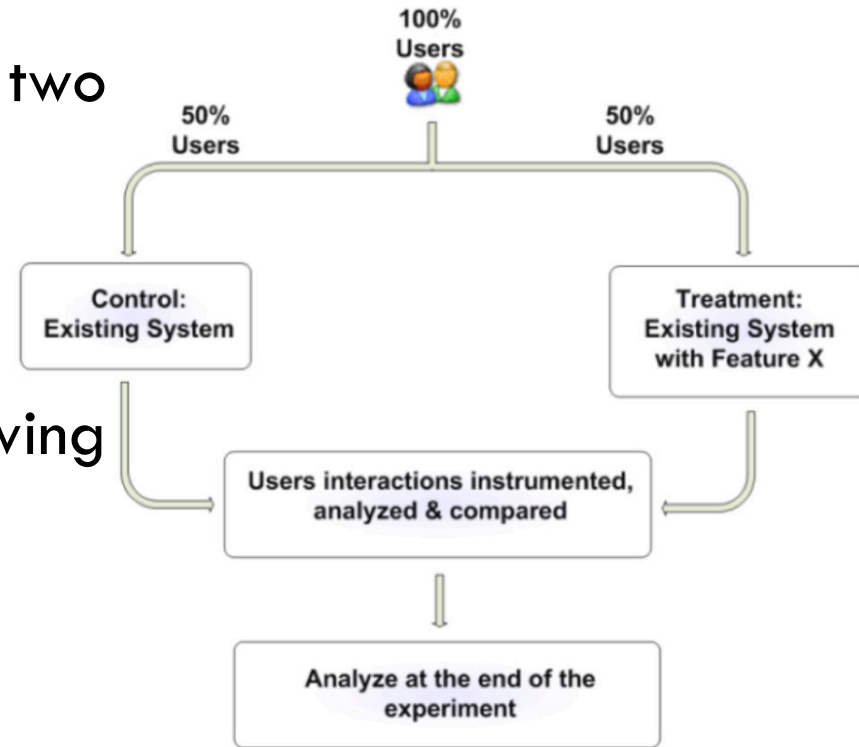 100%
Users
two
50%
Users
50%
Users
Control:
Existing System
Treatment:
Existing System
with Feature X
Users interactions instrumented,
analyzed & compared
Analyze at the end of the
experiment